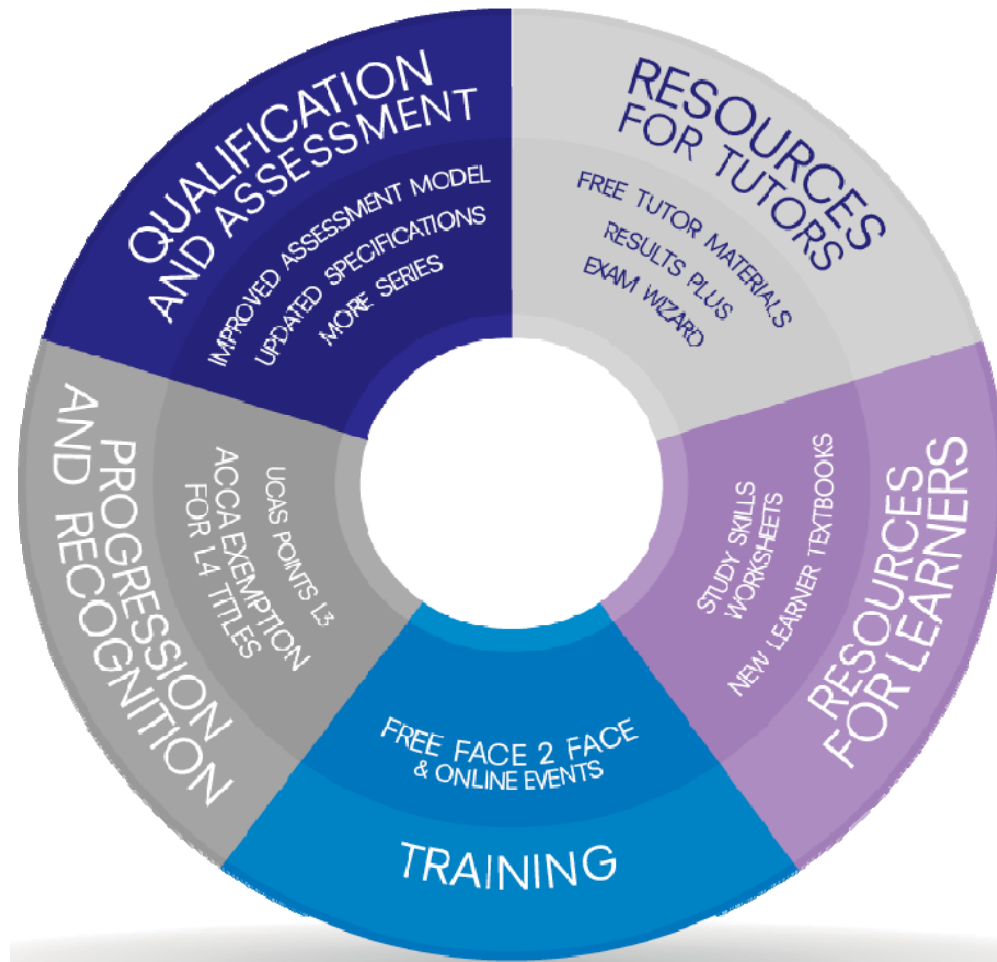 QUALIFICATION
AND ASSESSMENT
IMPROVED ASSESSMENT MODEL
UPDATED SPECIFICATIONS
MORE SERIES
RESOURCES
FOR TUTORS
FREE TUTOR MATERIALS
RESULTS PLUS
EXAM WIZARD
RESOURCES
FOR LEARNERS
STUDY SKILLS
WORKSHEETS
NEW LEARNER TEXTBOOKS
FREE FACE 2 FACE
& ONLINE EVENTS
TRAINING
PROGRESSION
AND RECOGNITION
UCAS POINTS L3,
ACCA EXEMPTION
FOR L4 TITLES